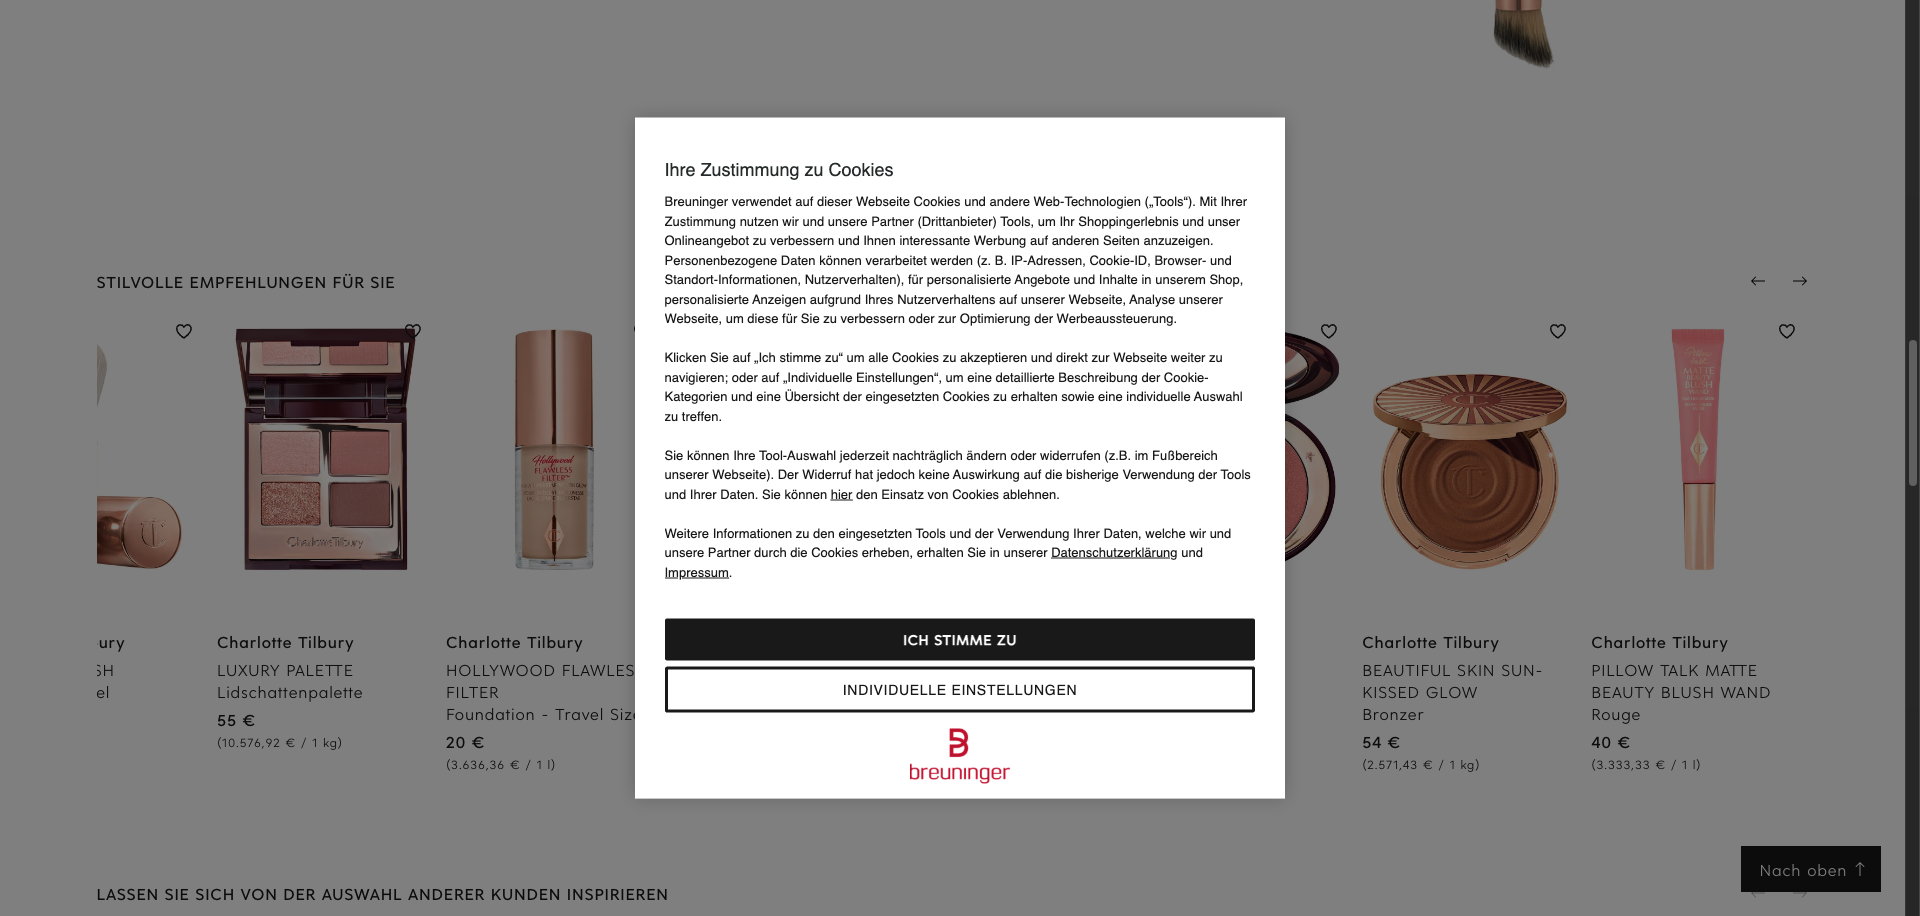 Ihre Zustimmung zu Cookies
Breuninger verwendet auf dieser Webseite Cookies und andere Web-Technologien („Tools“). Mit Ihrer
Zustimmung nutzen wir und unsere Partner (Drittanbieter) Tools, um Ihr Shoppingerlebnis und unser
Onlineangebot zu verbessern und Ihnen interessante Werbung auf anderen Seiten anzuzeigen.
Personenbezogene Daten können verarbeitet werden (z. B. IP-Adressen, Cookie-ID, Browser- und
Standort-Informationen, Nutzerverhalten), für personalisierte Angebote und Inhalte in unserem Shop,
personalisierte Anzeigen aufgrund Ihres Nutzerverhaltens auf unserer Webseite, Analyse unserer
Webseite, um diese für Sie zu verbessern oder zur Optimierung der Werbeaussteuerung.
Klicken Sie auf „Ich stimme zu“ um alle Cookies zu akzeptieren und direkt zur Webseite weiter zu
navigieren; oder auf „Individuelle Einstellungen“, um eine detaillierte Beschreibung der Cookie-
Kategorien und eine Übersicht der eingesetzten Cookies zu erhalten sowie eine individuelle Auswahl
zu treffen.
Sie können Ihre Tool-Auswahl jederzeit nachträglich ändern oder widerrufen (z.B. im Fußbereich
unserer Webseite). Der Widerruf hat jedoch keine Auswirkung auf die bisherige Verwendung der Tools
und Ihrer Daten. Sie können hier den Einsatz von Cookies ablehnen.
Weitere Informationen zu den eingesetzten Tools und der Verwendung Ihrer Daten, welche wir und
unsere Partner durch die Cookies erheben, erhalten Sie in unserer Datenschutzerklärung und
Impressum.
ICH STIMME ZU
INDIVIDUELLE EINSTELLUNGEN
breuninger
STILVOLLE EMPFEHLUNGEN FÜR SIE
Charlotte Tilbury
Hollywood
FLAWLESS
FILTER
MATTE
BEAUTY
BLUSH
WAND
ury
SH
el
Charlotte Tilbury
LUXURY PALETTE
Lidschattenpalette
55 €
(10.576,92 € / 1 kg)
Charlotte Tilbury
HOLLYWOOD FLAWLES
FILTER
Foundation - Travel Siz
20 €
(3.636,36 € / 1 l)
Charlotte Tilbury
BEAUTIFUL SKIN SUN-
KISSED GLOW
Bronzer
54 €
(2.571,43 € / 1 kg)
Charlotte Tilbury
PILLOW TALK MATTE
BEAUTY BLUSH WAND
Rouge
40 €
(3.333,33 € / 1 l)
Nach oben ↑
LASSEN SIE SICH VON DER AUSWAHL ANDERER KUNDEN INSPIRIEREN